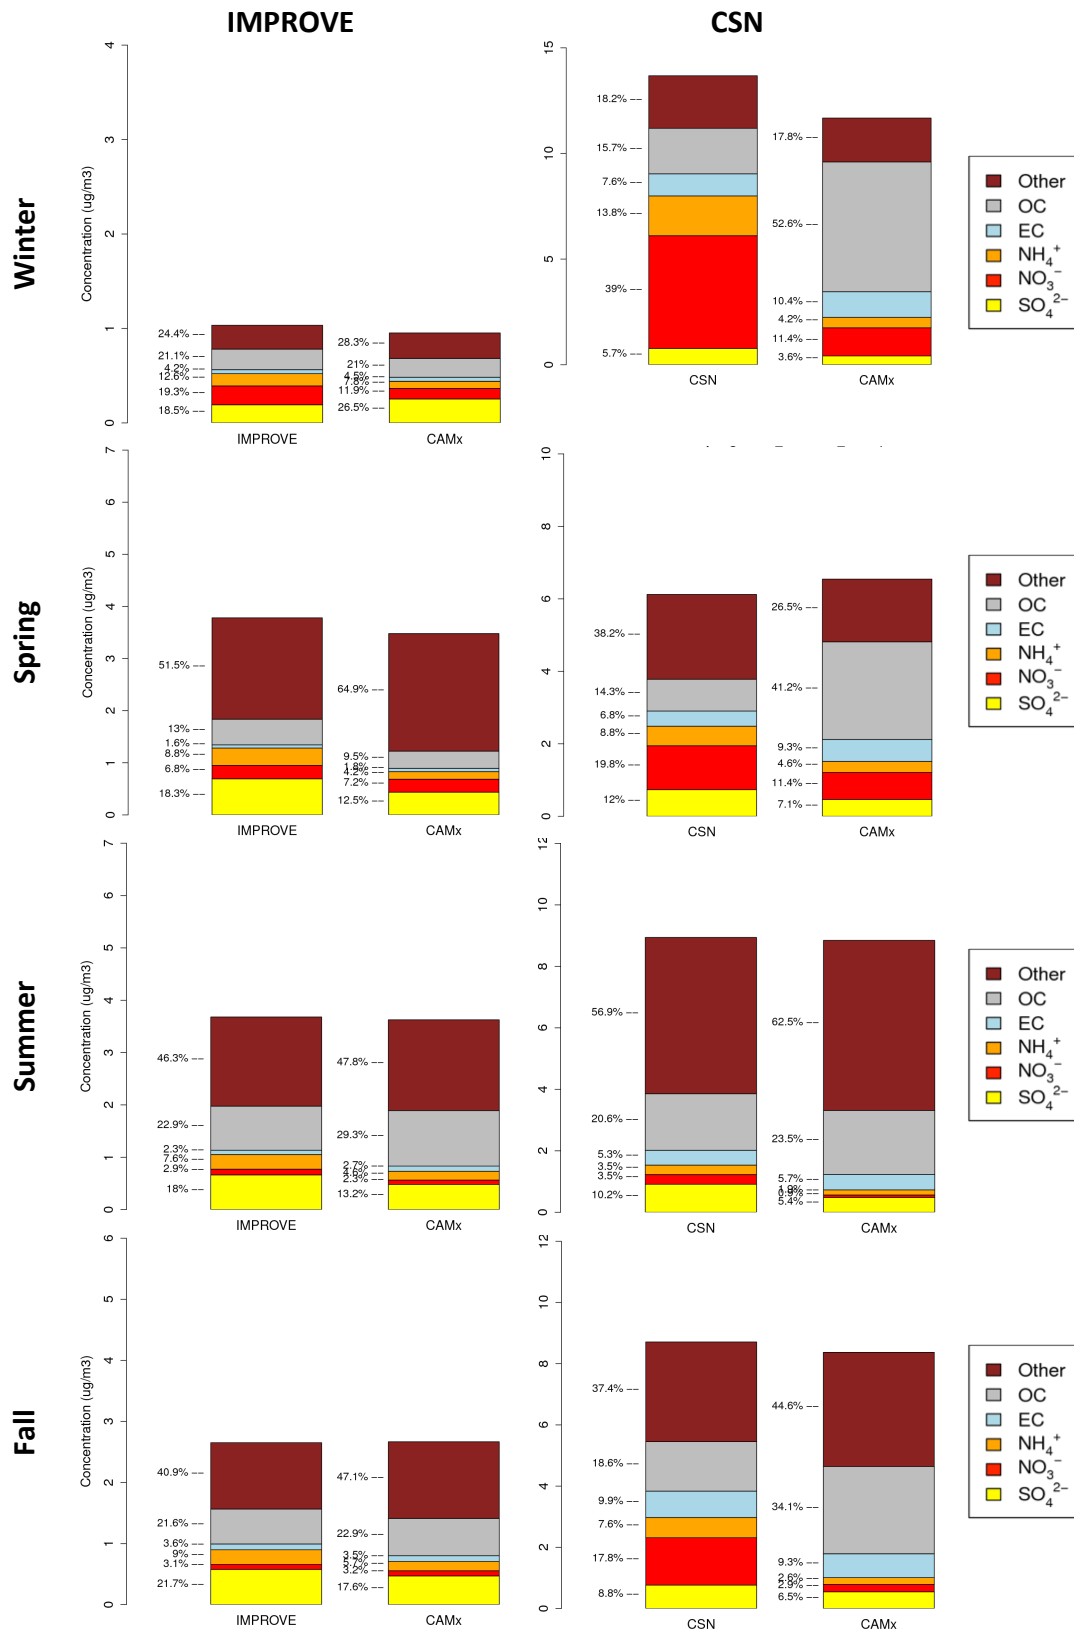 IMPROVE
CSN
Winter
Concentration (ug/m3)
0 1 2 3 4
24.4%
21.1%
4.2%
12.6%
19.3%
18.5%
28.3%
21%
4.5%
7.8%
11.9%
26.5%
IMPROVE
CAMx
0 5 10 15
18.2%
15.7%
7.6%
13.8%
39%
5.7%
17.8%
52.6%
10.4%
4.2%
11.4%
3.6%
CSN
CAMx
Other
OC
EC
NH₄⁺
NO₃⁻
SO₄²⁻
Spring
Concentration (ug/m3)
0 1 2 3 4 5 6 7
51.5%
13%
1.6%
8.8%
6.8%
18.3%
64.9%
9.5%
1.8%
4.2%
7.2%
12.5%
IMPROVE
CAMx
0 2 4 6 8 10
38.2%
14.3%
6.8%
8.8%
19.8%
12%
26.5%
41.2%
9.3%
4.6%
11.4%
7.1%
CSN
CAMx
Other
OC
EC
NH₄⁺
NO₃⁻
SO₄²⁻
Summer
Concentration (ug/m3)
0 1 2 3 4 5 6 7
46.3%
22.9%
2.3%
7.6%
2.9%
18%
47.8%
29.3%
2.7%
4.6%
2.3%
13.2%
IMPROVE
CAMx
0 2 4 6 8 10 12
56.9%
20.6%
5.3%
3.5%
3.5%
10.2%
62.5%
23.5%
5.7%
5.4%
CSN
CAMx
Other
OC
EC
NH₄⁺
NO₃⁻
SO₄²⁻
Fall
Concentration (ug/m3)
0 1 2 3 4 5 6
40.9%
21.6%
3.6%
9%
3.1%
21.7%
47.1%
22.9%
3.5%
5.7%
3.2%
17.6%
IMPROVE
CAMx
0 2 4 6 8 10 12
37.4%
18.6%
9.9%
7.6%
17.8%
8.8%
44.6%
34.1%
9.3%
2.6%
2.9%
6.5%
CSN
CAMx
Other
OC
EC
NH₄⁺
NO₃⁻
SO₄²⁻